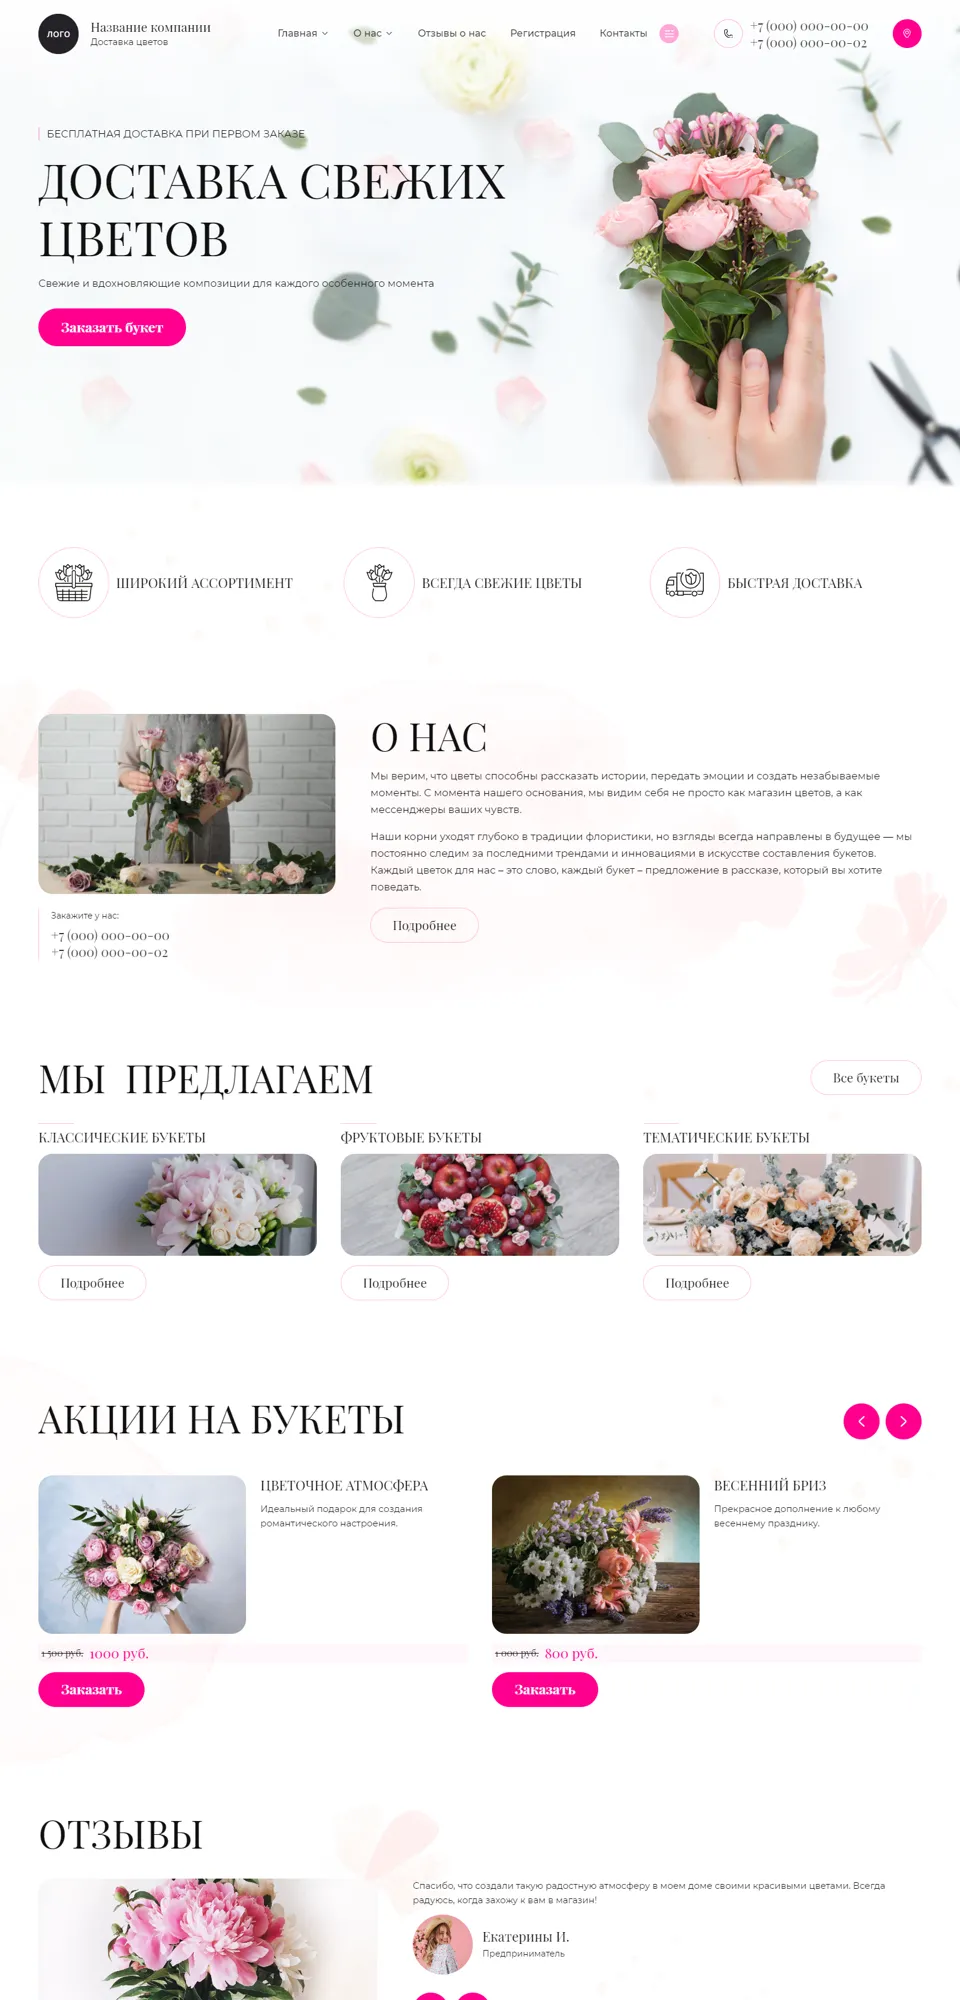 ЛОГО
Название компании
Доставка цветов
Главная
О нас
Отзывы о нас
Регистрация
Контакты
+7 (000) 000-00-00
+7 (000) 000-00-02
БЕСПЛАТНАЯ ДОСТАВКА ПРИ ПЕРВОМ ЗАКАЗЕ
ДОСТАВКА СВЕЖИХ
ЦВЕТОВ
Свежие и вдохновляющие композиции для каждого особенного момента
Заказать букет
ШИРОКИЙ АССОРТИМЕНТ
ВСЕГДА СВЕЖИЕ ЦВЕТЫ
БЫСТРАЯ ДОСТАВКА
Закажите у нас:
+7 (000) 000-00-00
+7 (000) 000-00-02
О НАС
Мы верим, что цветы способны рассказать истории, передать эмоции и создать незабываемые
моменты. С момента нашего основания, мы видим себя не просто как магазин цветов, а как
мессенджеры ваших чувств.
Наши корни уходят глубоко в традиции флористики, но взгляды всегда направлены в будущее — мы
постоянно следим за последними трендами и инновациями в искусстве составления букетов.
Каждый цветок для нас – это слово, каждый букет – предложение в рассказе, который вы хотите
поведать.
Подробнее
МЫ ПРЕДЛАГАЕМ
Все букеты
КЛАССИЧЕСКИЕ БУКЕТЫ
Подробнее
ФРУКТОВЫЕ БУКЕТЫ
Подробнее
ТЕМАТИЧЕСКИЕ БУКЕТЫ
Подробнее
АКЦИИ НА БУКЕТЫ
ЦВЕТОЧНОЕ АТМОСФЕРА
Идеальный подарок для создания
романтического настроения.
1 500 руб. 1000 руб.
Заказать
ВЕСЕННИЙ БРИЗ
Прекрасное дополнение к любому
весеннему празднику.
1 000 руб. 800 руб.
Заказать
ОТЗЫВЫ
Спасибо, что создали такую радостную атмосферу в моем доме своими красивыми цветами. Всегда
радуюсь, когда захожу к вам в магазин!
Екатерины И.
Предприниматель